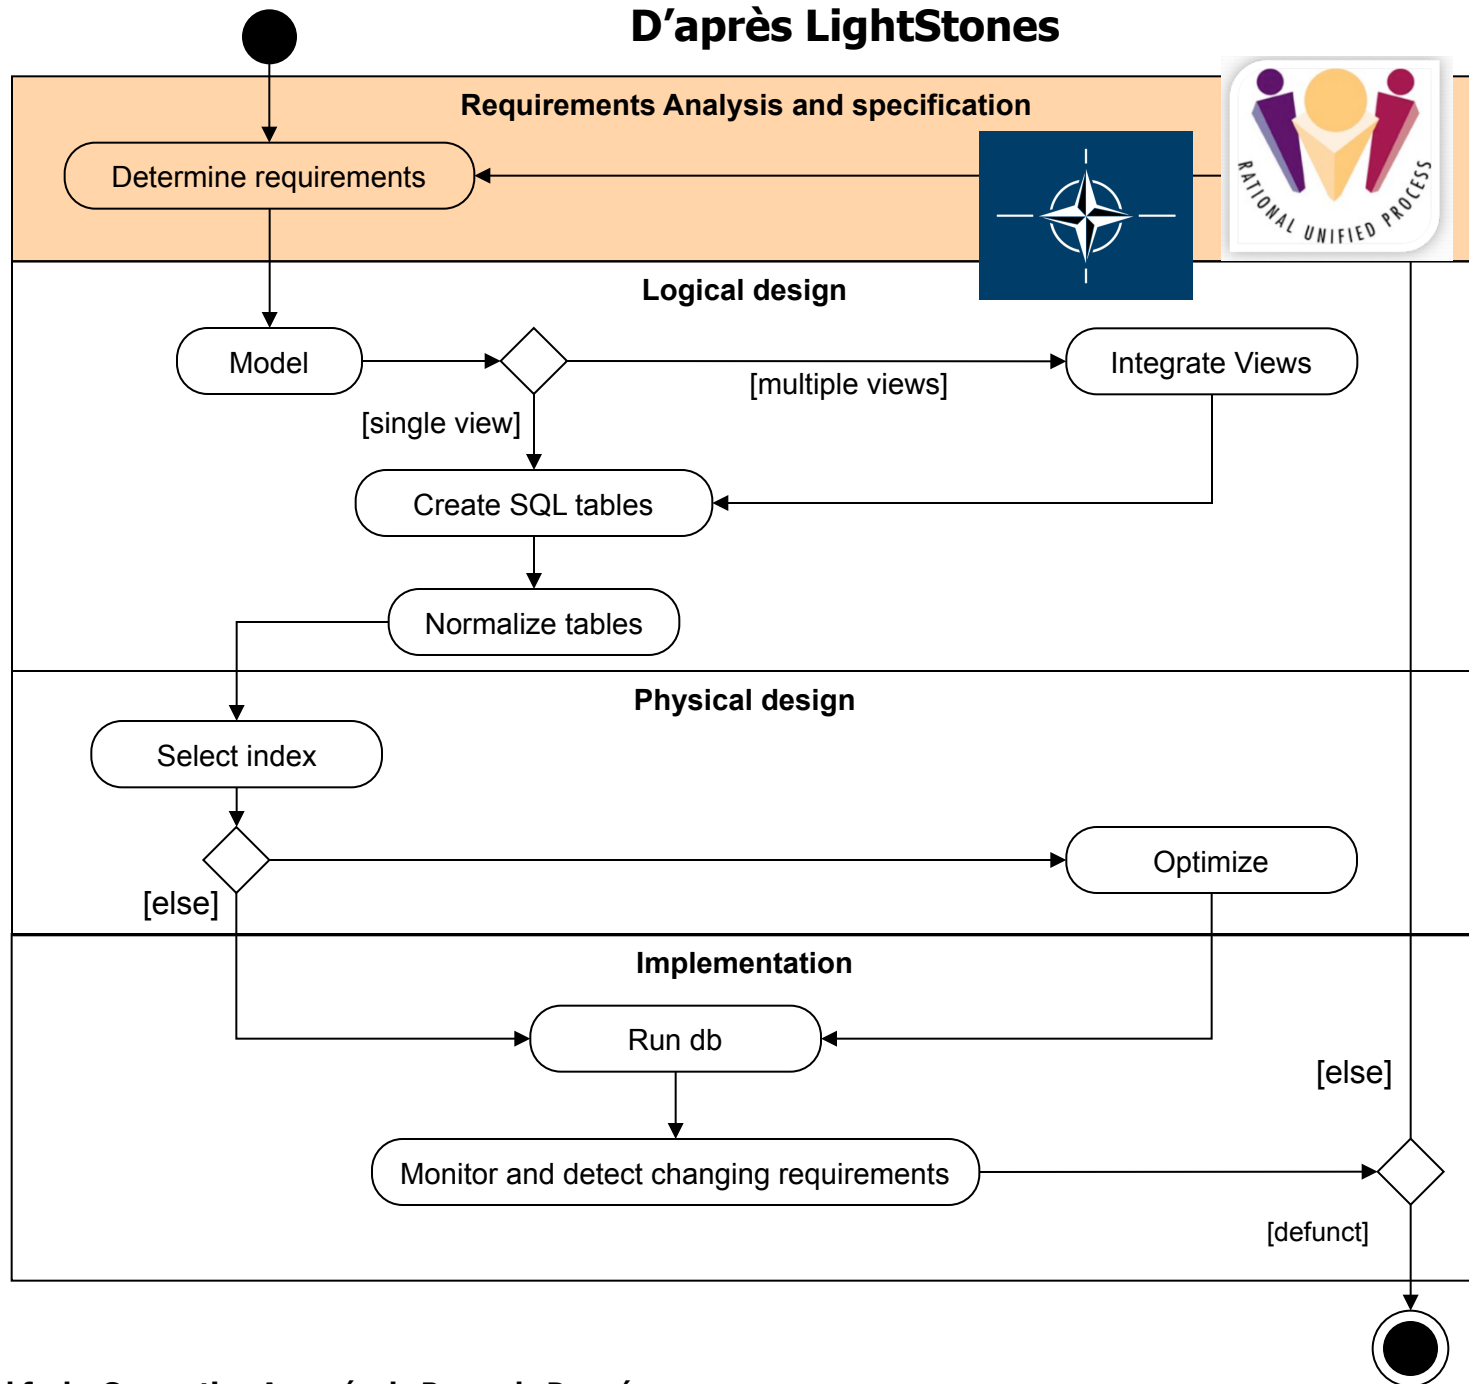 D'après LightStones
Requirements Analysis and specification
RATIONAL UNIFIED PROCESS
Determine requirements
Logical design
Model
[multiple views]
Integrate Views
[single view]
Create SQL tables
Normalize tables
Physical design
Select index
Optimize
[else]
Implementation
Run db
[else]
Monitor and detect changing requirements
[defunct]